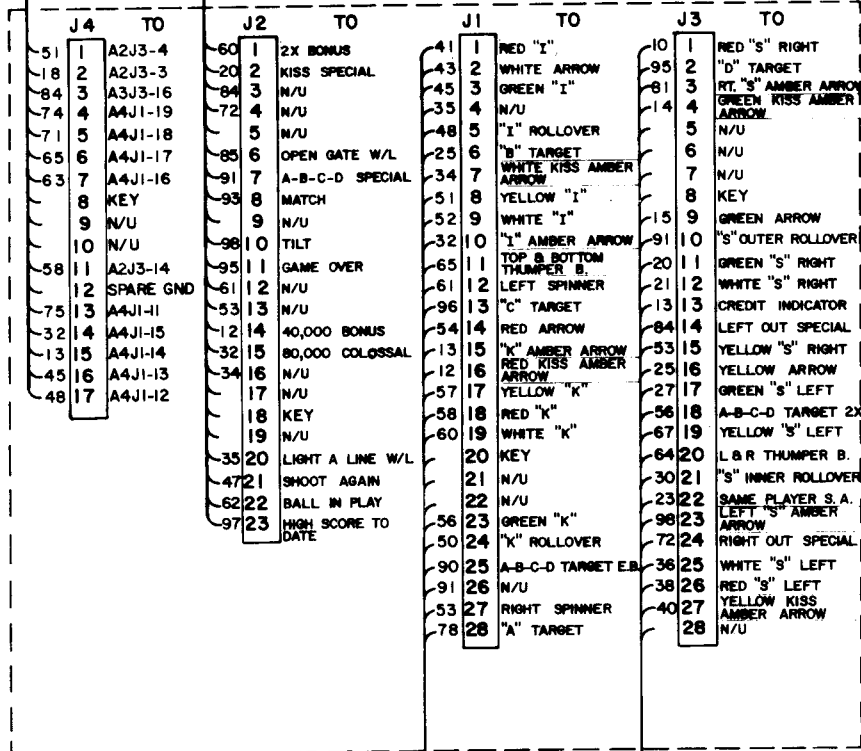 J4 TO
51 1 A2J3-4
18 2 A2J3-3
84 3 A3J3-16
74 4 A4J1-19
71 5 A4J1-18
65 6 A4J1-17
63 7 A4J1-16
8 KEY
9 N/U
10 N/U
58 11 A2J3-14
12 SPARE GND
75 13 A4J1-11
32 14 A4J1-15
13 15 A4J1-14
45 16 A4J1-13
48 17 A4J1-12
J2 TO
60 1 2X BONUS
20 2 KISS SPECIAL
84 3 N/U
72 4 N/U
5 N/U
85 6 OPEN GATE W/L
91 7 A-B-C-D SPECIAL
93 8 MATCH
9 N/U
98 10 TILT
95 11 GAME OVER
61 12 N/U
53 13 N/U
12 14 40,000 BONUS
32 15 80,000 COLOSSAL
34 16 N/U
17 N/U
18 KEY
19 N/U
35 20 LIGHT A LINE W/L
47 21 SHOOT AGAIN
62 22 BALL IN PLAY
97 23 HIGH SCORE TO
DATE
J1 TO
41 1 RED "I"
43 2 WHITE ARROW
45 3 GREEN "I"
35 4 N/U
48 5 "I" ROLLOVER
25 6 "B" TARGET
34 7 WHITE KISS AMBER
ARROW
51 8 YELLOW "I"
52 9 WHITE "I"
32 10 "I" AMBER ARROW
65 11 TOP & BOTTOM
THUMPER B.
61 12 LEFT SPINNER
96 13 "C" TARGET
54 14 RED ARROW
13 15 "K" AMBER ARROW
12 16 RED KISS AMBER
ARROW
57 17 YELLOW "K"
58 18 RED "K"
60 19 WHITE "K"
20 KEY
21 N/U
22 N/U
56 23 GREEN "K"
50 24 "K" ROLLOVER
90 25 A-B-C-D TARGET E.B.
91 26 N/U
53 27 RIGHT SPINNER
78 28 "A" TARGET
J3 TO
10 1 RED "S" RIGHT
95 2 "D" TARGET
81 3 RT. "S" AMBER ARROW
14 4 GREEN KISS AMBER
ARROW
5 N/U
6 N/U
7 N/U
8 KEY
15 9 GREEN ARROW
91 10 "S" OUTER ROLLOVER
20 11 GREEN "S" RIGHT
21 12 WHITE "S" RIGHT
13 13 CREDIT INDICATOR
84 14 LEFT OUT SPECIAL
53 15 YELLOW "S" RIGHT
25 16 YELLOW ARROW
27 17 GREEN "S" LEFT
56 18 A-B-C-D TARGET 2X
67 19 YELLOW "S" LEFT
64 20 L & R THUMPER B.
30 21 "S" INNER ROLLOVER
23 22 SAME PLAYER S. A.
98 23 LEFT "S" AMBER
ARROW
72 24 RIGHT OUT SPECIAL
36 25 WHITE "S" LEFT
38 26 RED "S" LEFT
40 27 YELLOW KISS
AMBER ARROW
28 N/U